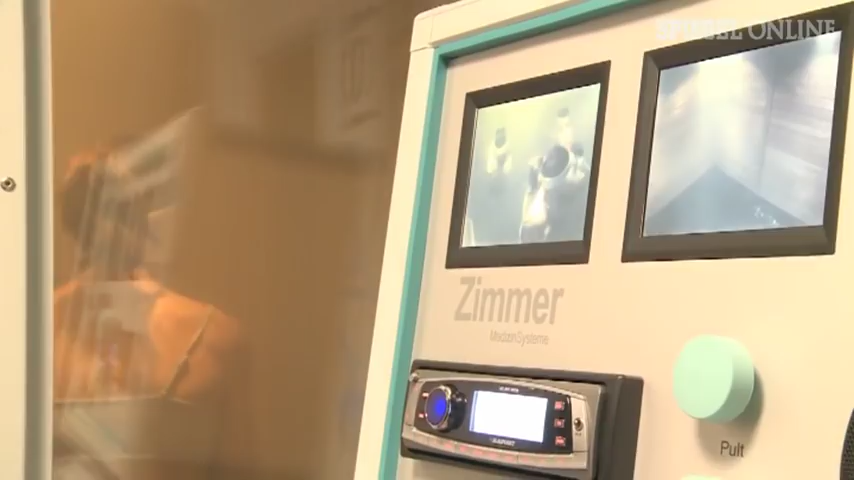 SPIEGEL ONLINE
Zimmer
MedizinSysteme
BLAUPUNKT
Pult